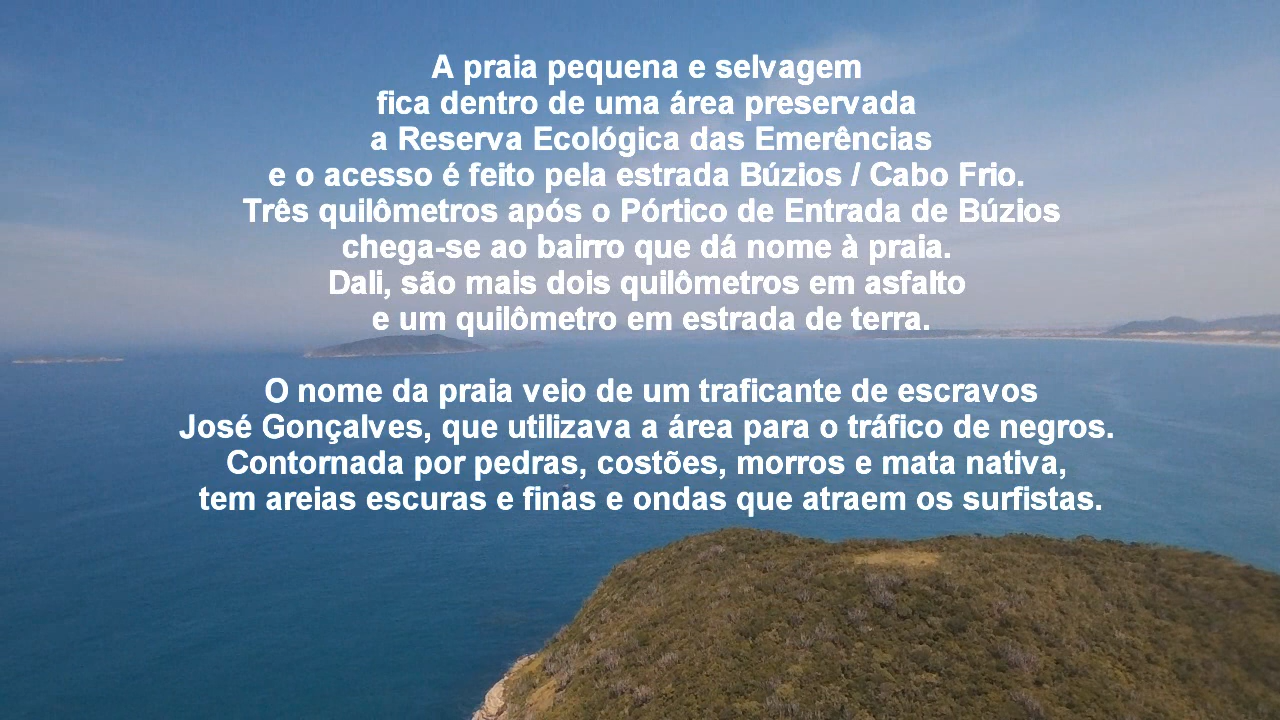 A praia pequena e selvagem
fica dentro de uma área preservada
a Reserva Ecológica das Emerências
e o acesso é feito pela estrada Búzios / Cabo Frio.
Três quilômetros após o Pórtico de Entrada de Búzios
chega-se ao bairro que dá nome à praia.
Dali, são mais dois quilômetros em asfalto
e um quilômetro em estrada de terra.
O nome da praia veio de um traficante de escravos
José Gonçalves, que utilizava a área para o tráfico de negros.
Contornada por pedras, costões, morros e mata nativa,
tem areias escuras e finas e ondas que atraem os surfistas.